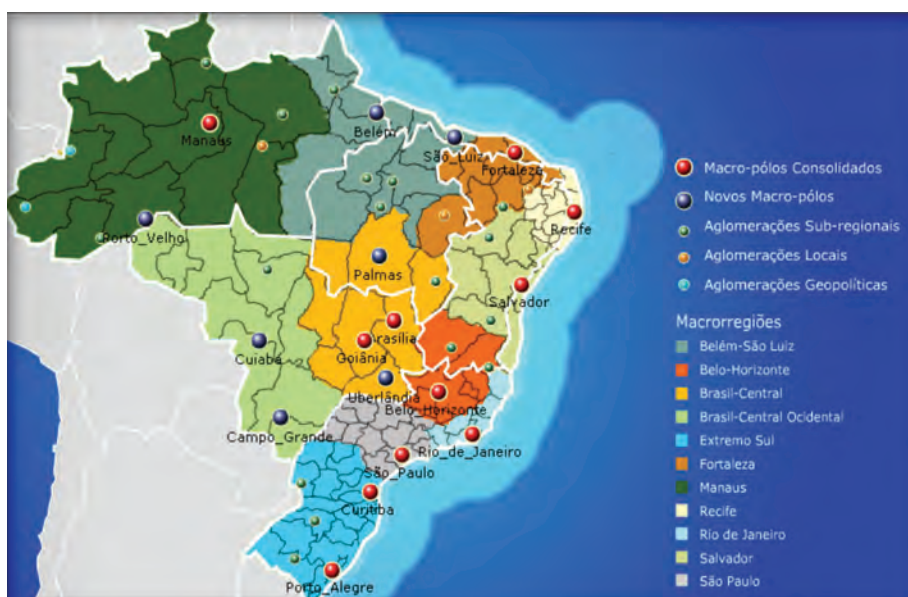 Manaus
Belém
São_Luiz
Fortaleza
Recife
Porto_Velho
Palmas
Salvador
rasília
Goiânia
Cuiabá
Uberlândia
Belo_Horizonte
Campo_Grande
Rio_de_Janeiro
São_Paulo
Curitiba
Porto_Alegre
Macro-pólos Consolidados
Novos Macro-pólos
Aglomerações Sub-regionais
Aglomerações Locais
Aglomerações Geopolíticas
Macrorregiões
Belém-São Luiz
Belo-Horizonte
Brasil-Central
Brasil-Central Ocidental
Extremo Sul
Fortaleza
Manaus
Recife
Rio de Janeiro
Salvador
São Paulo